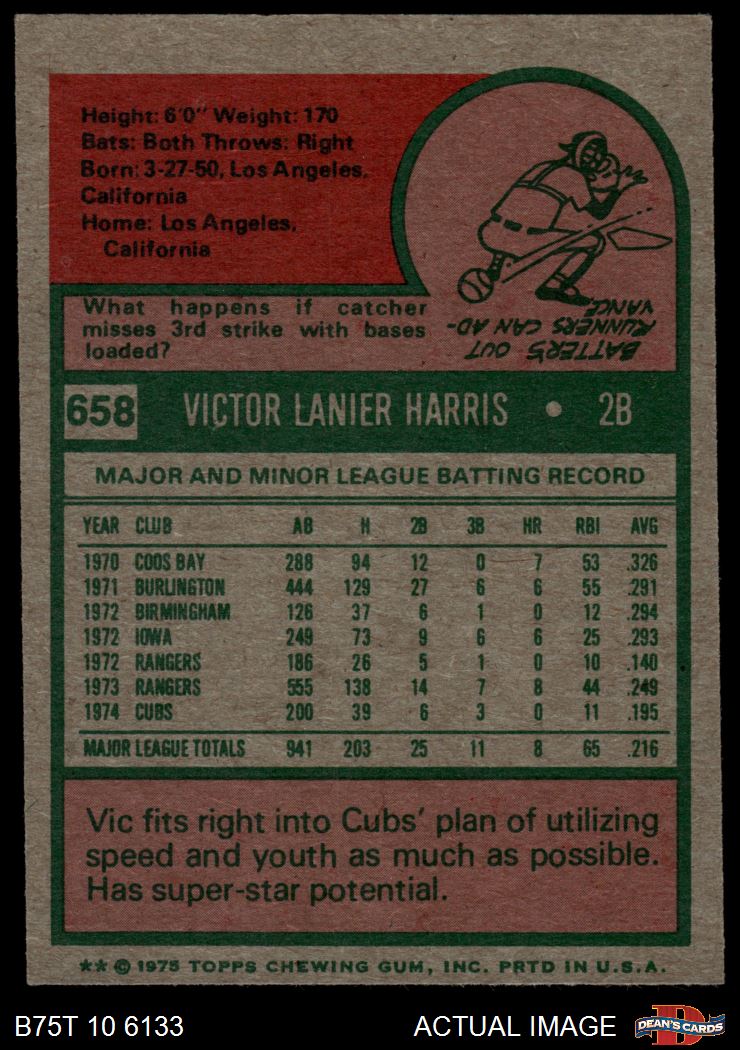 Height: 6'0" Weight: 170
Bats: Both Throws: Right
Born: 3-27-50, Los Angeles,
California
Home: Los Angeles,
California
What happens if catcher
misses 3rd strike with bases
loaded?
BATTER'S OUT
RUNNERS CAN AD-
VANCE
658 VICTOR LANIER HARRIS • 2B
MAJOR AND MINOR LEAGUE BATTING RECORD
YEAR CLUB AB H 2B 3B HR RBI AVG
1970 COOS BAY 288 94 12 0 7 53 .326
1971 BURLINGTON 444 129 27 6 6 55 .291
1972 BIRMINGHAM 126 37 6 1 0 12 .294
1972 IOWA 249 73 9 6 6 25 .293
1972 RANGERS 186 26 5 1 0 10 .140
1973 RANGERS 555 138 14 7 8 44 .249
1974 CUBS 200 39 6 3 0 11 .195
MAJOR LEAGUE TOTALS 941 203 25 11 8 65 .216
Vic fits right into Cubs' plan of utilizing
speed and youth as much as possible.
Has super-star potential.
** © 1975 TOPPS CHEWING GUM, INC. PRTD IN U.S.A.
B75T 10 6133 ACTUAL IMAGE DEAN'S CARDS